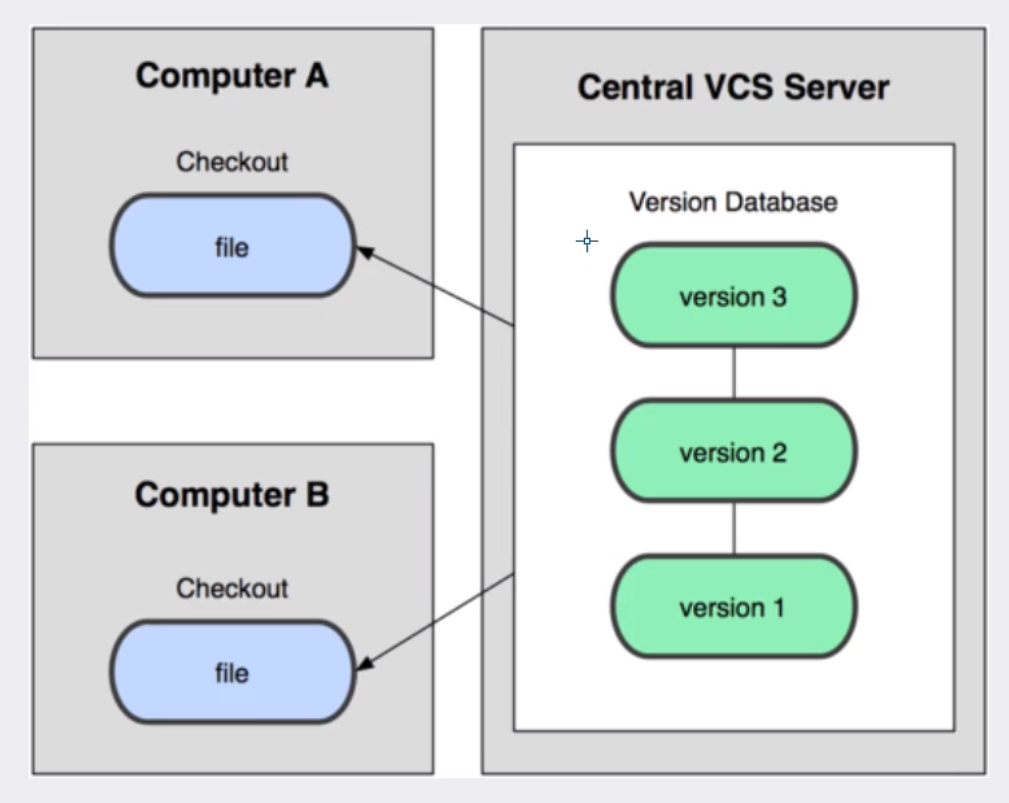 Computer A
Checkout
file
Computer B
Checkout
file
Central VCS Server
Version Database
version 3
version 2
version 1